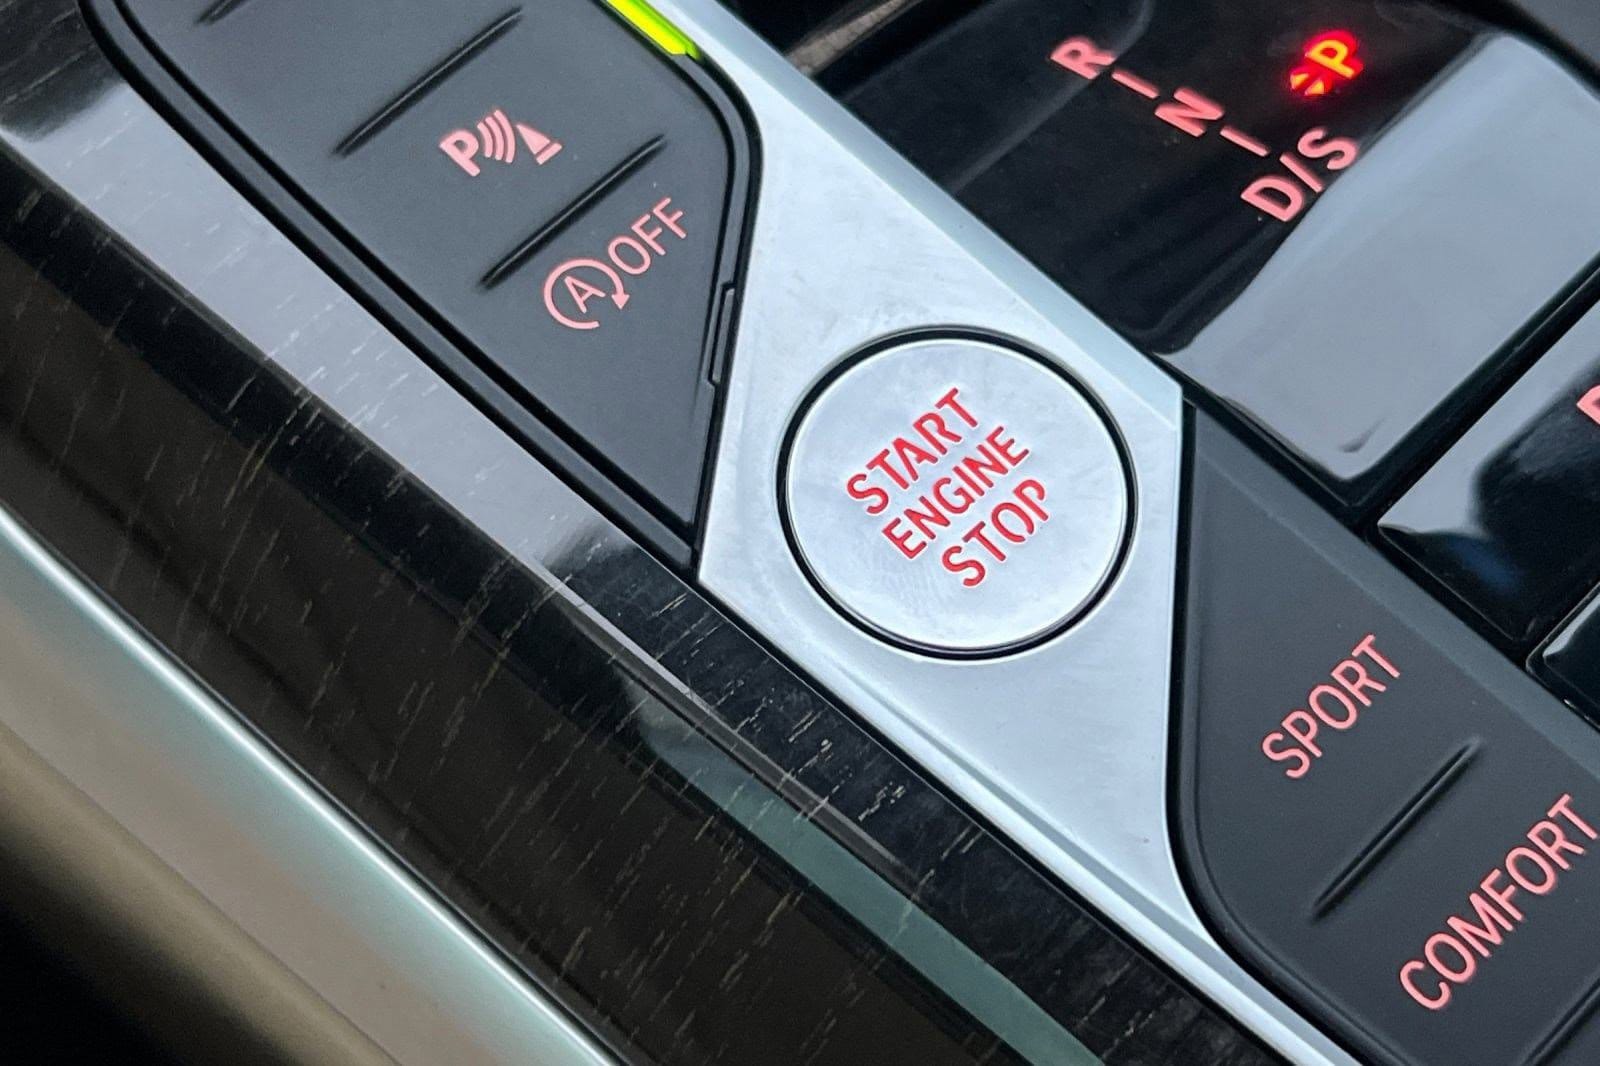 P
A OFF
R
N
D/S
P
START
ENGINE
STOP
SPORT
COMFORT